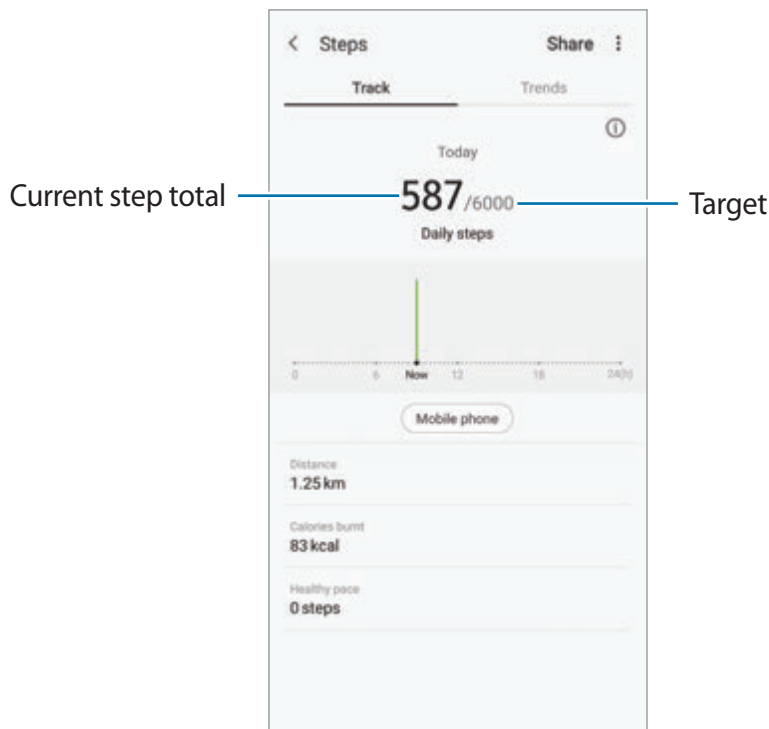 Steps Share
Track Trends
Today
Current step total 587/6000 Target
Daily steps
0 6 Now 12 18 24(h)
Mobile phone
Distance
1.25 km
Calories burnt
83 kcal
Healthy pace
0 steps